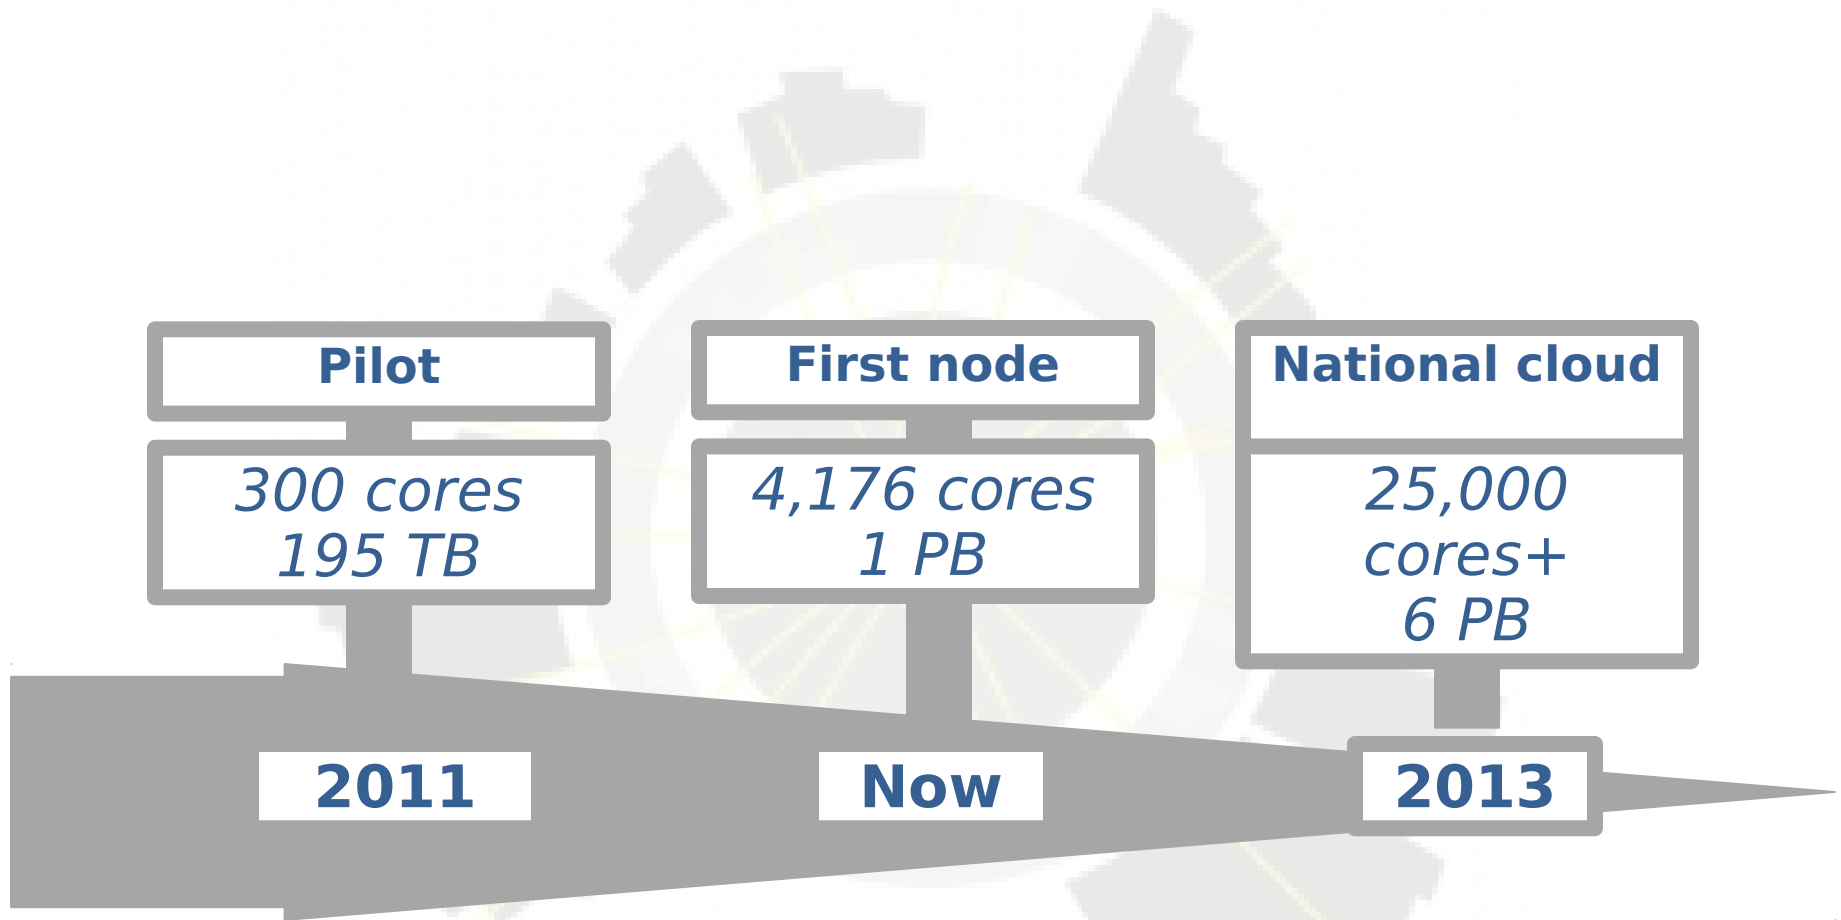 Pilot
300 cores
195 TB
First node
4,176 cores
1 PB
National cloud
25,000
cores+
6 PB
2011
Now
2013